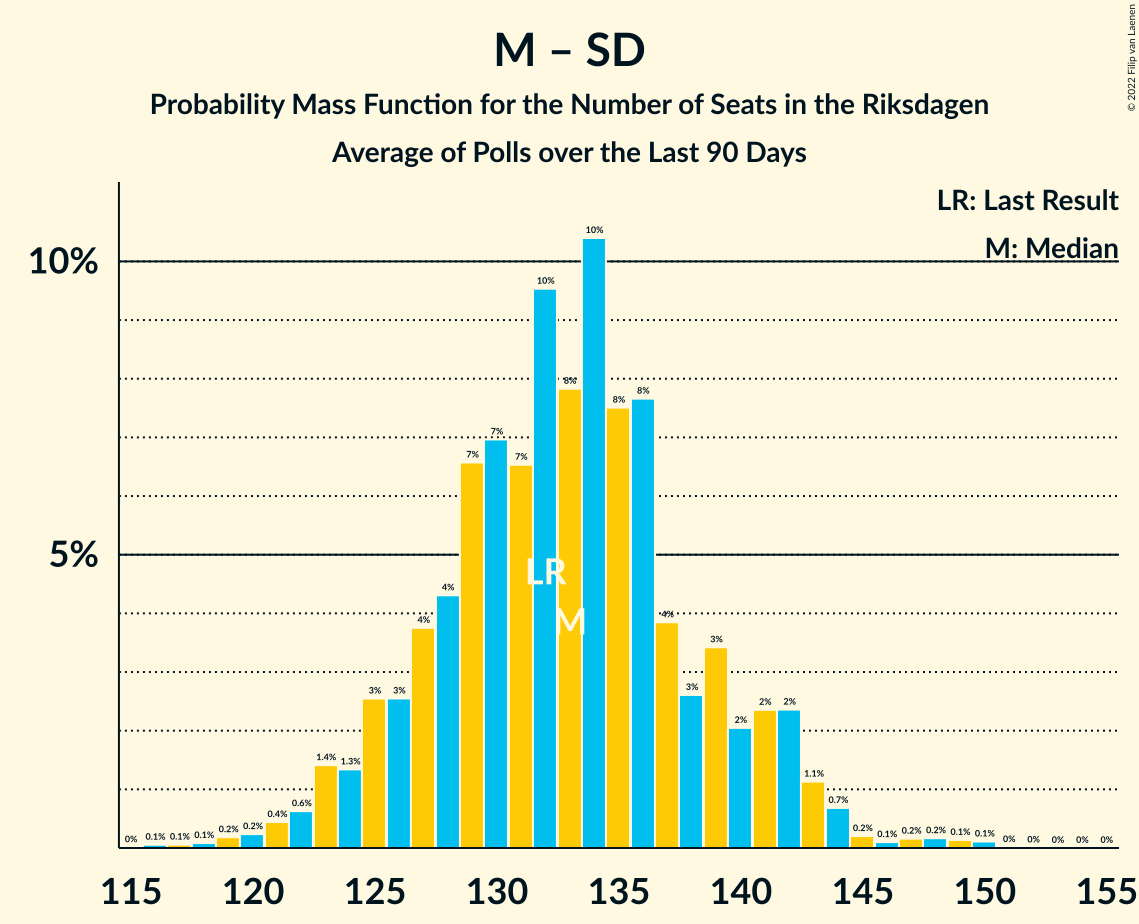 © 2022 Filip van Laenen
M – SD
Probability Mass Function for the Number of Seats in the Riksdagen
Average of Polls over the Last 90 Days
LR: Last Result
M: Median
10%
5%
0% 0.1% 0.1% 0.1% 0.2% 0.2% 0.4% 0.6% 1.4% 1.3% 3% 3% 4% 4% 7% 7% 7% 10% 8% 10% 8% 8% 4% 3% 3% 2% 2% 2% 1.1% 0.7% 0.2% 0.1% 0.2% 0.2% 0.1% 0.1% 0% 0% 0% 0% 0%
LR
M
115 120 125 130 135 140 145 150 155